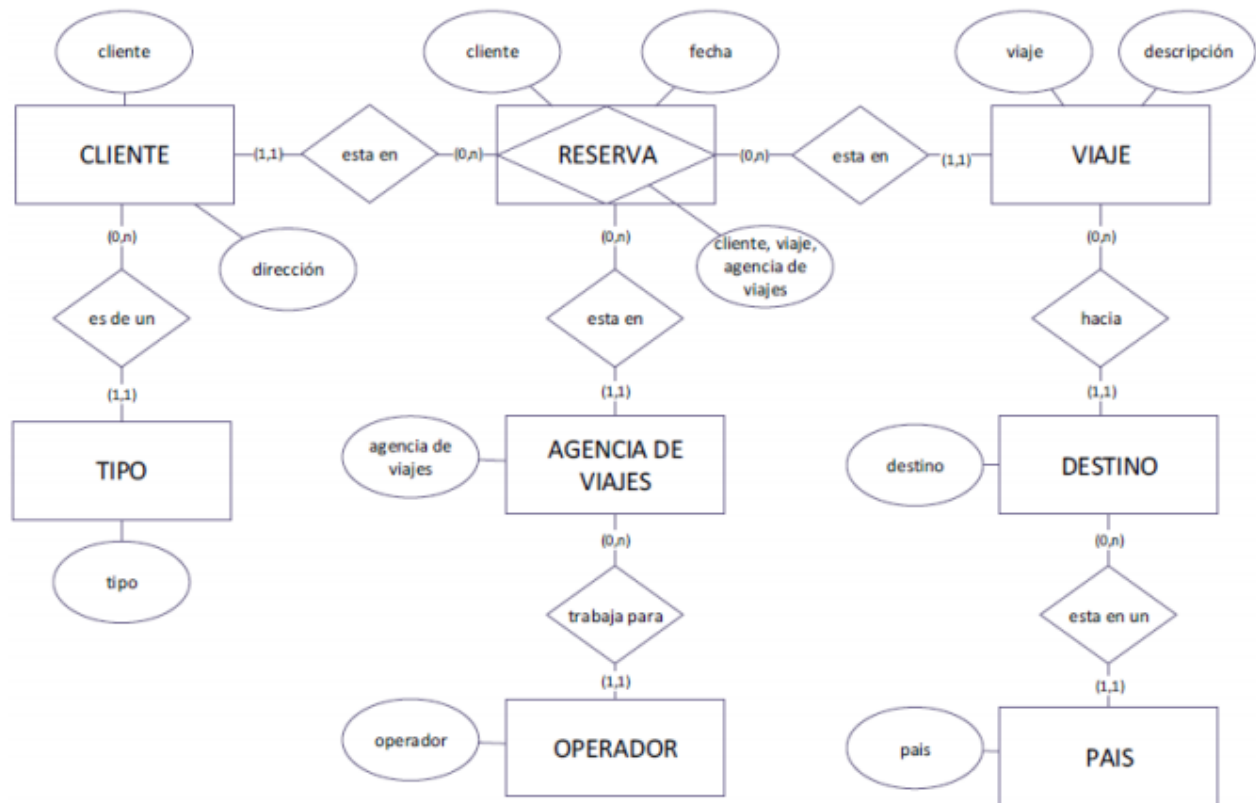 cliente
cliente
fecha
viaje
descripción
CLIENTE
(1,1)
esta en
(0,n)
RESERVA
(0,n)
esta en
(1,1)
VIAJE
(0,n)
dirección
(0,n)
cliente, viaje,
agencia de
viajes
(0,n)
es de un
esta en
hacia
(1,1)
(1,1)
(1,1)
TIPO
agencia de
viajes
AGENCIA DE
VIAJES
destino
DESTINO
tipo
(0,n)
(0,n)
trabaja para
esta en un
(1,1)
(1,1)
operador
OPERADOR
pais
PAIS